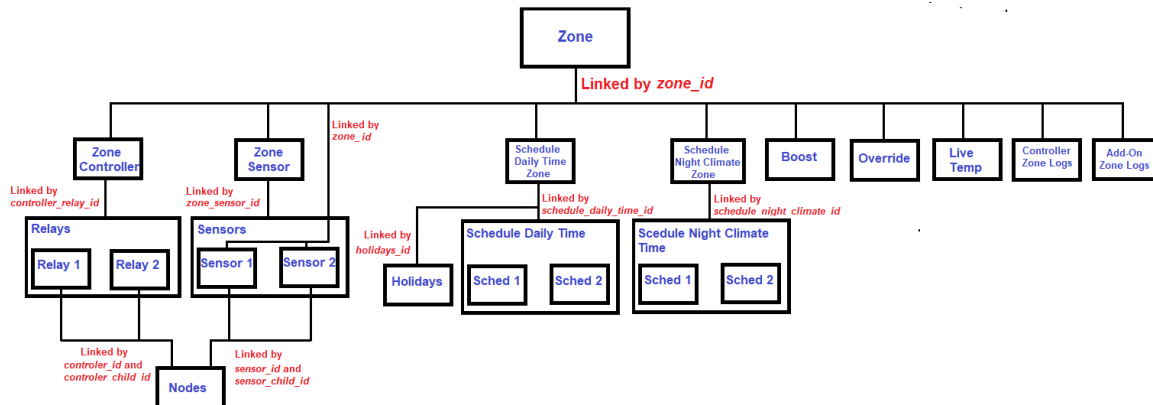 Zone
Linked by zone_id
Linked by
zone_id
Zone
Controller
Zone
Sensor
Schedule
Daily Time
Zone
Schedule
Night Climate
Zone
Boost
Override
Live
Temp
Controller
Zone Logs
Add-On
Zone Logs
Linked by
controller_relay_id
Linked by
zone_sensor_id
Linked by
schedule_daily_time_id
Linked by
schedule_night_climate_id
Relays
Relay 1
Relay 2
Sensors
Sensor 1
Sensor 2
Linked by
holidays_id
Holidays
Schedule Daily Time
Sched 1
Sched 2
Scedule Night Climate
Time
Sched 1
Sched 2
Linked by
controler_id and
controler_child_id
Linked by
sensor_id and
sensor_child_id
Nodes